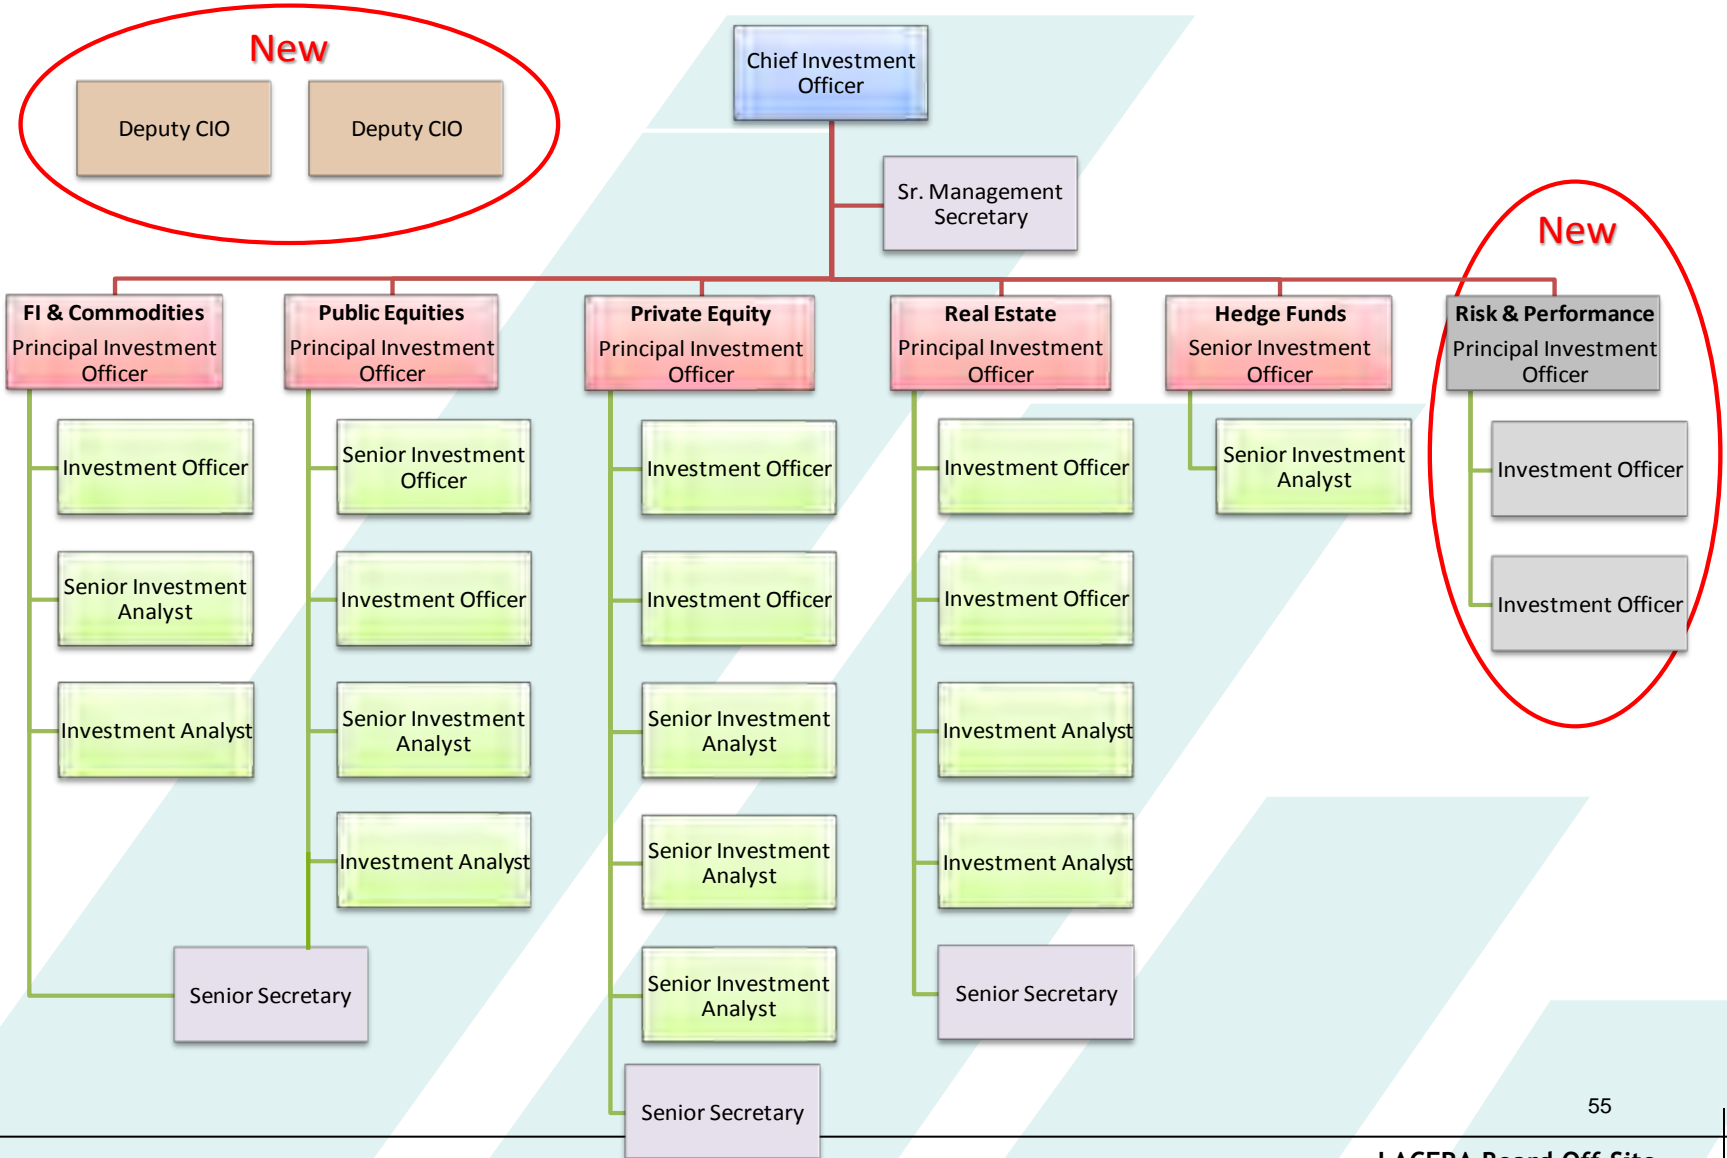 New
Deputy CIO
Deputy CIO
Chief Investment
Officer
Sr. Management
Secretary
New
FI & Commodities
Principal Investment
Officer
Investment Officer
Senior Investment
Analyst
Investment Analyst
Public Equities
Principal Investment
Officer
Senior Investment
Officer
Investment Officer
Senior Investment
Analyst
Investment Analyst
Senior Secretary
Private Equity
Principal Investment
Officer
Investment Officer
Investment Officer
Senior Investment
Analyst
Senior Investment
Analyst
Senior Investment
Analyst
Senior Secretary
Real Estate
Principal Investment
Officer
Investment Officer
Investment Officer
Investment Analyst
Investment Analyst
Senior Secretary
Hedge Funds
Senior Investment
Officer
Senior Investment
Analyst
Risk & Performance
Principal Investment
Officer
Investment Officer
Investment Officer
55
LACERA Board Off-Site